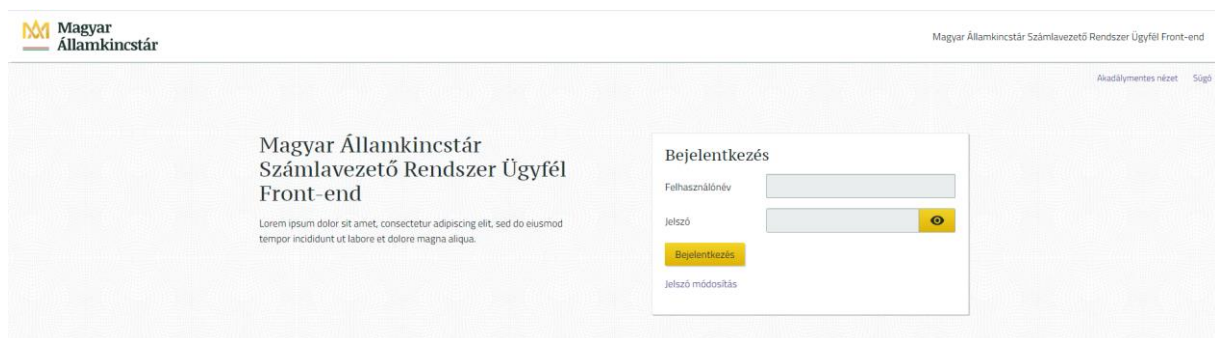 Magyar
Államkincstár
Magyar Államkincstár Számlavezető Rendszer Ügyfél Front-end
Akadálymentes nézet Súgó
Magyar Államkincstár
Számlavezető Rendszer Ügyfél
Front-end
Lorem ipsum dolor sit amet, consectetur adipiscing elit, sed do eiusmod
tempor incididunt ut labore et dolore magna aliqua.
Bejelentkezés
Felhasználónév
Jelszó
Bejelentkezés
Jelszó módosítás